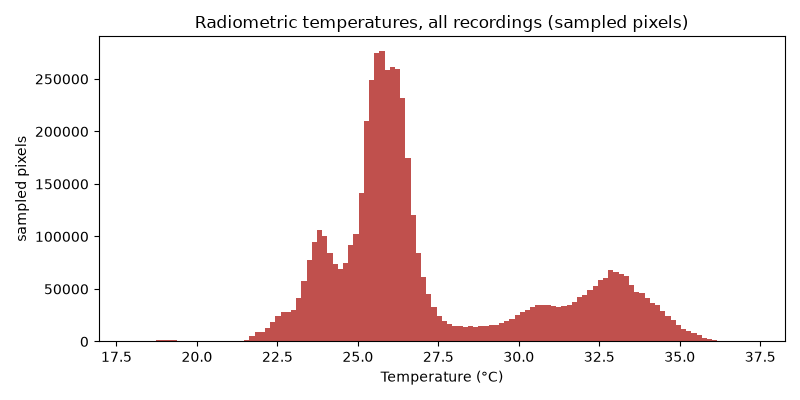 Radiometric temperatures, all recordings (sampled pixels)
250000
200000
150000
100000
50000
0
sampled pixels
17.5 20.0 22.5 25.0 27.5 30.0 32.5 35.0 37.5
Temperature (°C)